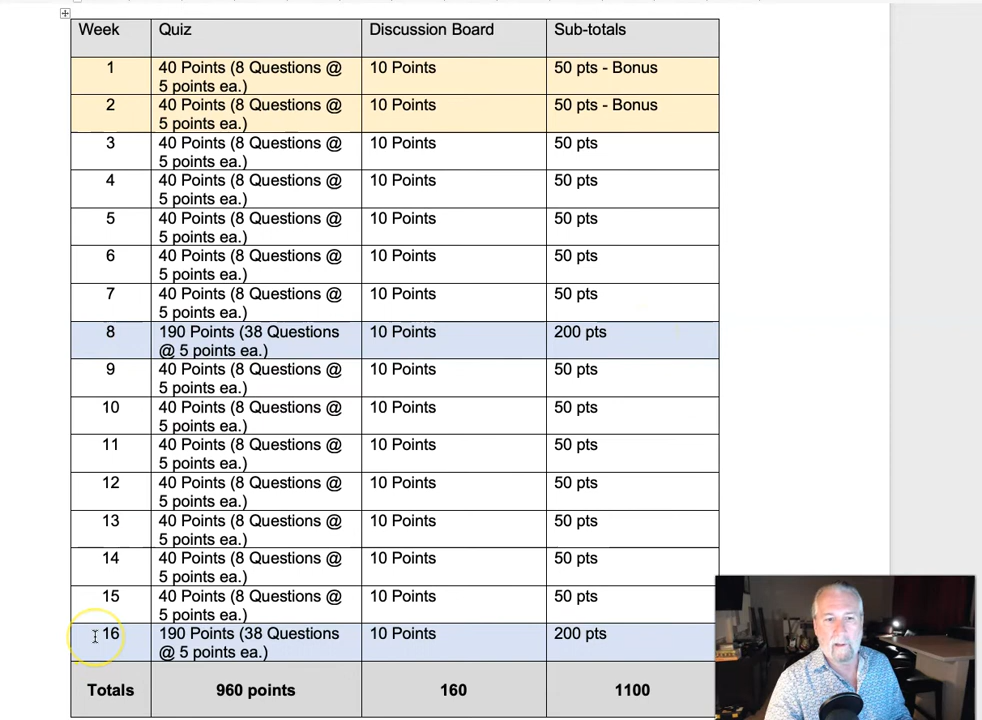 Week Quiz Discussion Board Sub-totals
1 40 Points (8 Questions @ 10 Points 50 pts - Bonus
5 points ea.)
2 40 Points (8 Questions @ 10 Points 50 pts - Bonus
5 points ea.)
3 40 Points (8 Questions @ 10 Points 50 pts
5 points ea.)
4 40 Points (8 Questions @ 10 Points 50 pts
5 points ea.)
5 40 Points (8 Questions @ 10 Points 50 pts
5 points ea.)
6 40 Points (8 Questions @ 10 Points 50 pts
5 points ea.)
7 40 Points (8 Questions @ 10 Points 50 pts
5 points ea.)
8 190 Points (38 Questions 10 Points 200 pts
@ 5 points ea.)
9 40 Points (8 Questions @ 10 Points 50 pts
5 points ea.)
10 40 Points (8 Questions @ 10 Points 50 pts
5 points ea.)
11 40 Points (8 Questions @ 10 Points 50 pts
5 points ea.)
12 40 Points (8 Questions @ 10 Points 50 pts
5 points ea.)
13 40 Points (8 Questions @ 10 Points 50 pts
5 points ea.)
14 40 Points (8 Questions @ 10 Points 50 pts
5 points ea.)
15 40 Points (8 Questions @ 10 Points 50 pts
5 points ea.)
16 190 Points (38 Questions 10 Points 200 pts
@ 5 points ea.)
Totals 960 points 160 1100